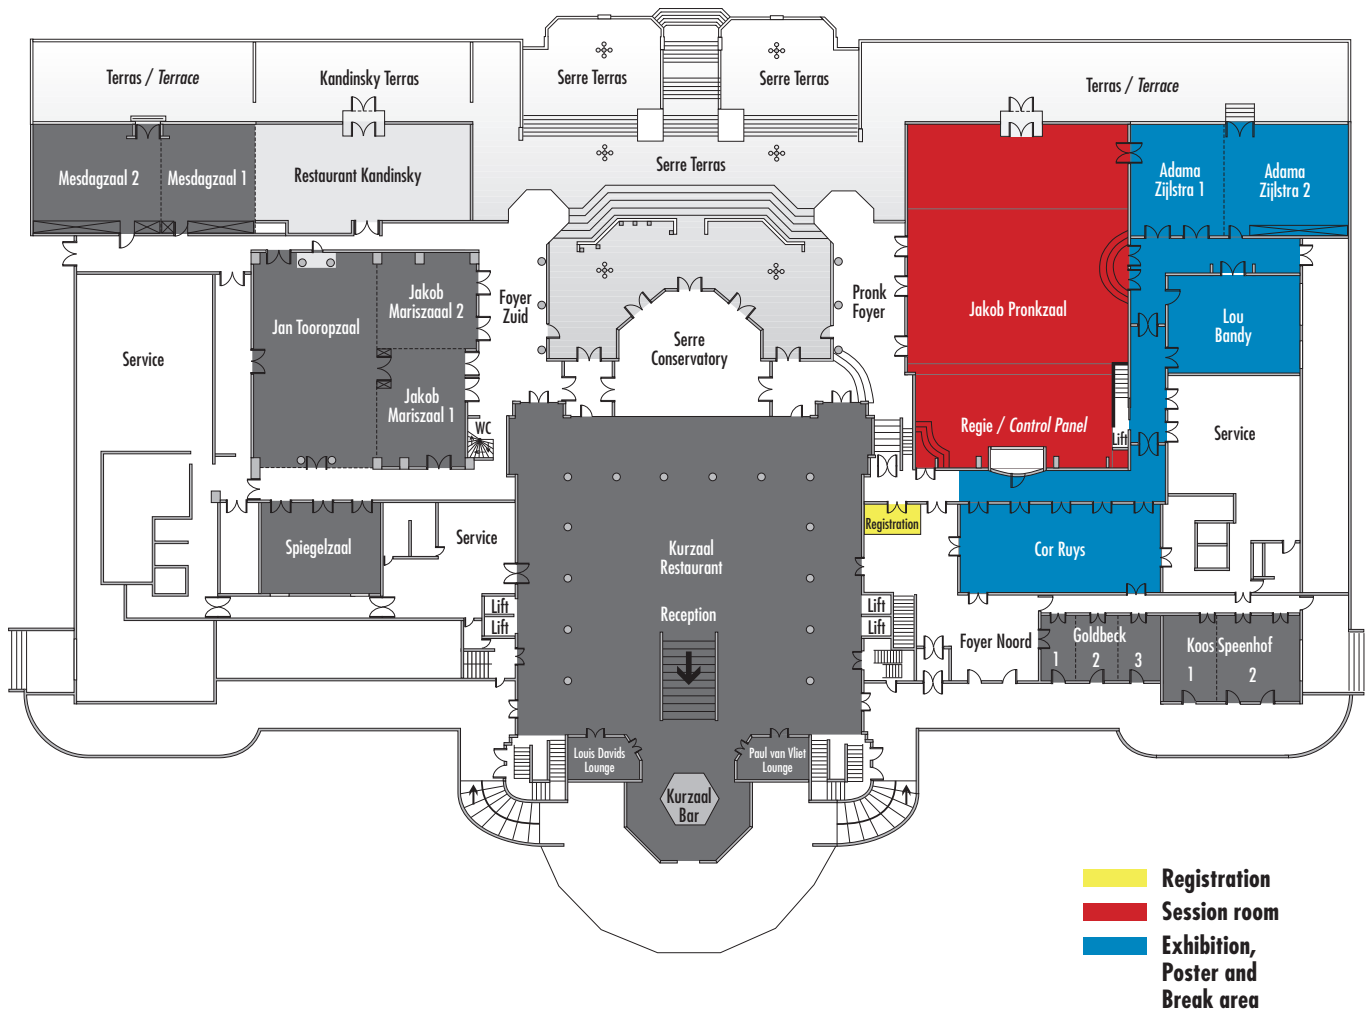 Terras / Terrace
Kandinsky Terras
Serre Terras
Serre Terras
Terras / Terrace
Serre Terras
Mesdagzaal 2
Mesdagzaal 1
Restaurant Kandinsky
Adama
Zijlstra 1
Adama
Zijlstra 2
Jan Tooropzaal
Jakob
Mariszaaal 2
Foyer
Zuid
Pronk
Foyer
Jakob Pronkzaal
Lou
Bandy
Service
Serre
Conservatory
Jakob
Mariszaal 1
WC
Regie / Control Panel
Lift
Service
Spiegelzaal
Service
Kurzaal
Restaurant
Registration
Cor Ruys
Lift
Lift
Reception
Lift
Lift
Foyer Noord
Goldbeck
1
2
3
Koos Speenhof
1
2
Louis Davids
Lounge
Paul van Vliet
Lounge
Kurzaal
Bar
Registration
Session room
Exhibition,
Poster and
Break area